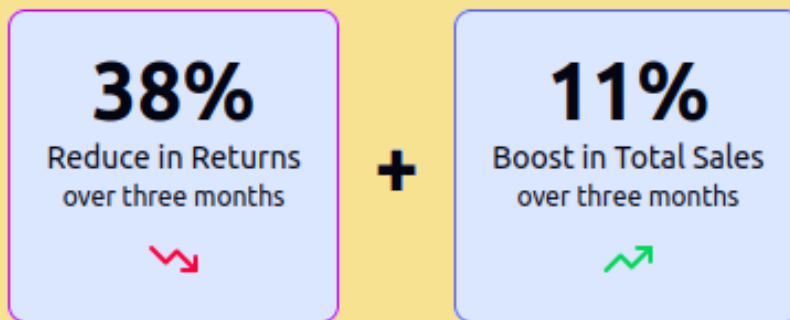 38%
Reduce in Returns
over three months
+
11%
Boost in Total Sales
over three months